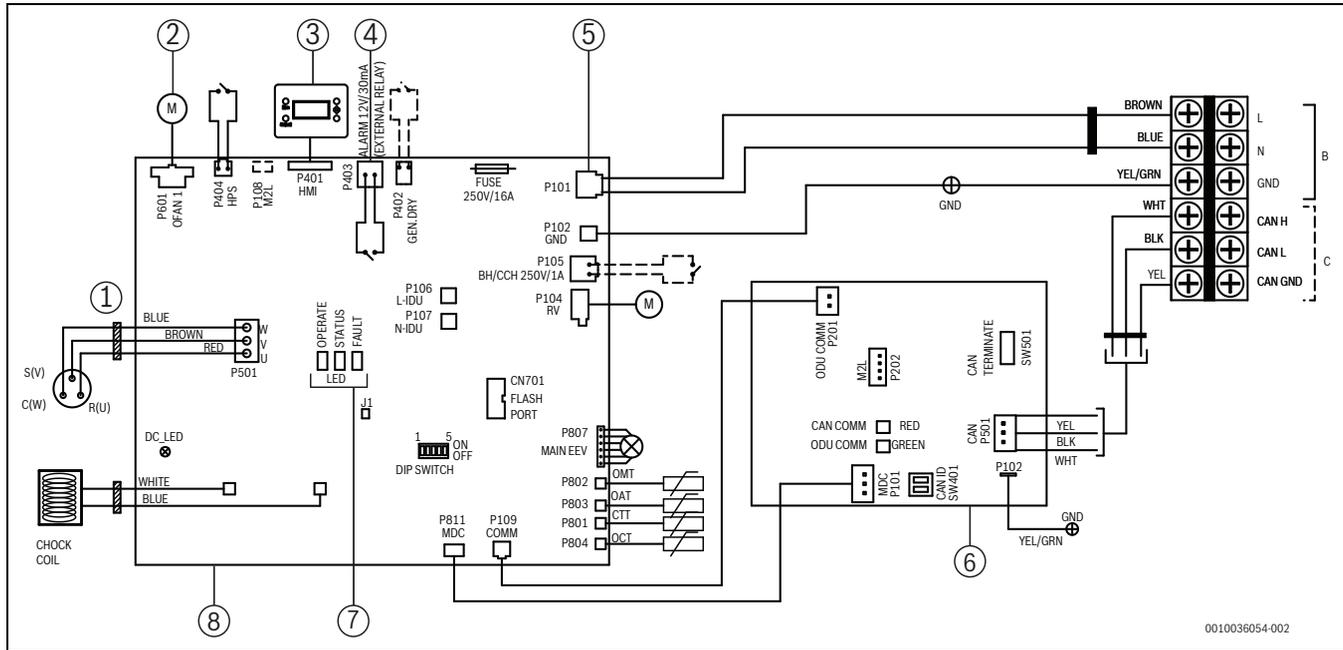 2
3
4
5
ALARM 12V/30mA
(EXTERNAL RELAY)
M
BROWN
L
BLUE
N
B
YEL/GRN
GND
GND
WHT
CAN H
BLK
CAN L
C
YEL
CAN GND
P601
OFAN 1
P404
HPS
P108
M2L
P401
HMI
P403
P402
GEN.DRY
FUSE
250V/16A
P101
P102
GND
P105
BH/CCH 250V/1A
P104
RV
M
P106
L-IDU
P107
N-IDU
1
BLUE
BROWN
RED
W
V
U
P501
S(V)
C(W)
R(U)
OPERATE
STATUS
FAULT
LED
J1
CN701
FLASH
PORT
DC_LED
1
5
ON
OFF
DIP SWITCH
P807
MAIN EEV
P802
OMT
P803
OAT
P801
CTT
P804
OCT
WHITE
BLUE
CHOCK
COIL
P811
MDC
P109
COMM
ODU COMM
P201
M2L
P202
CAN
TERMINATE
SW501
CAN COMM
RED
ODU COMM
GREEN
CAN
P501
YEL
BLK
WHT
MDC
P101
CAN ID
SW401
P102
GND
YEL/GRN
6
7
8
0010036054-002